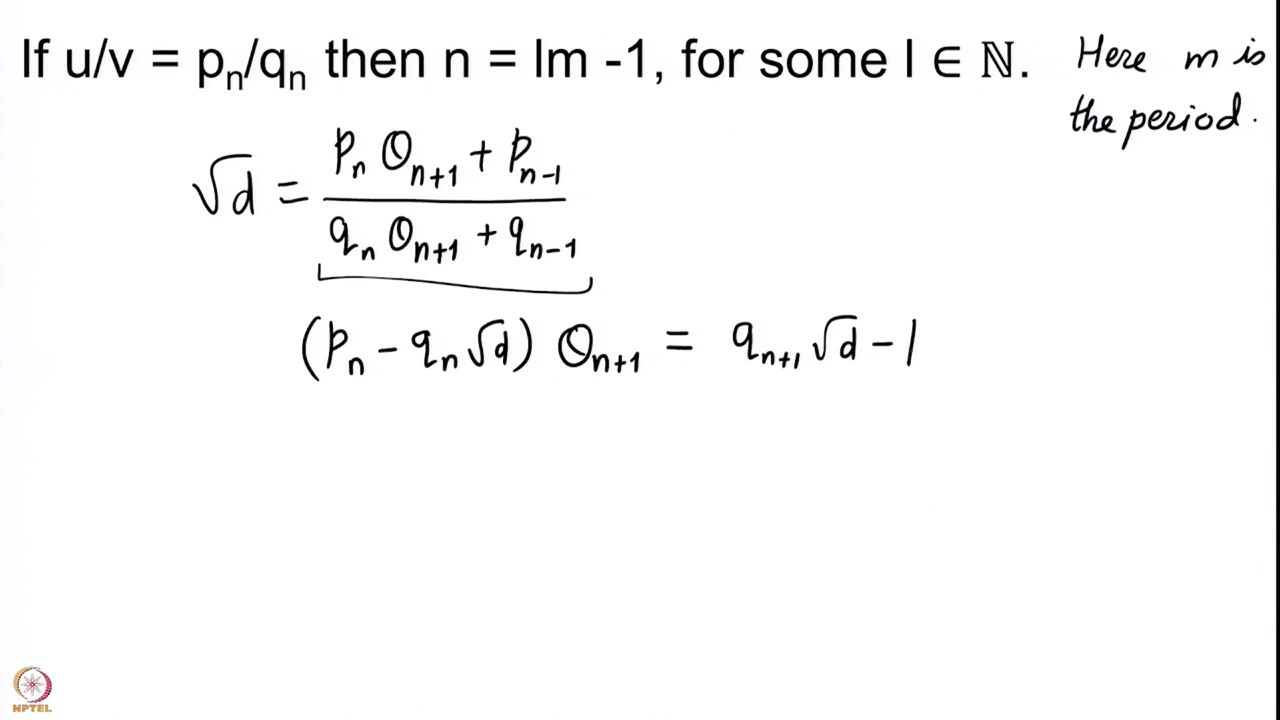 If u/v = pₙ/qₙ then n = lm -1, for some l ∈ ℕ. Here m is
the period.
√d = (pₙ θₙ₊₁ + pₙ₋₁) / (qₙ θₙ₊₁ + qₙ₋₁)
(pₙ - qₙ√d) θₙ₊₁ = qₙ₊₁ √d - 1
NPTEL